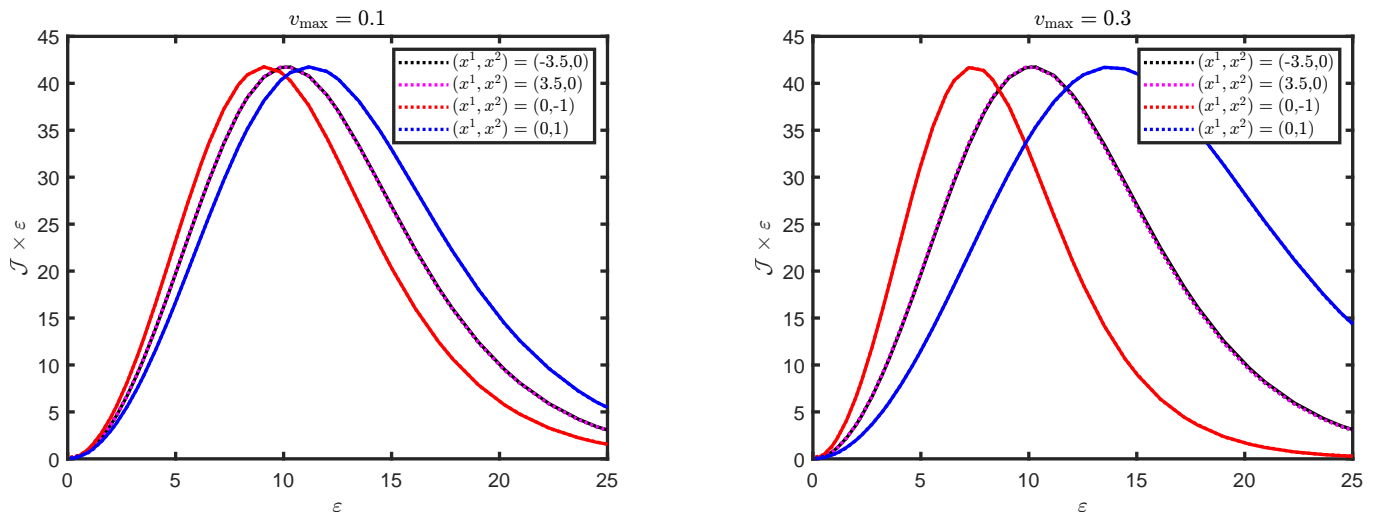 v_max = 0.1
45
40
35
30
25
20
15
10
5
0
𝒥 × ε
(x¹, x²) = (-3.5,0)
(x¹, x²) = (3.5,0)
(x¹, x²) = (0,-1)
(x¹, x²) = (0,1)
0 5 10 15 20 25
ε
v_max = 0.3
45
40
35
30
25
20
15
10
5
0
𝒥 × ε
(x¹, x²) = (-3.5,0)
(x¹, x²) = (3.5,0)
(x¹, x²) = (0,-1)
(x¹, x²) = (0,1)
0 5 10 15 20 25
ε